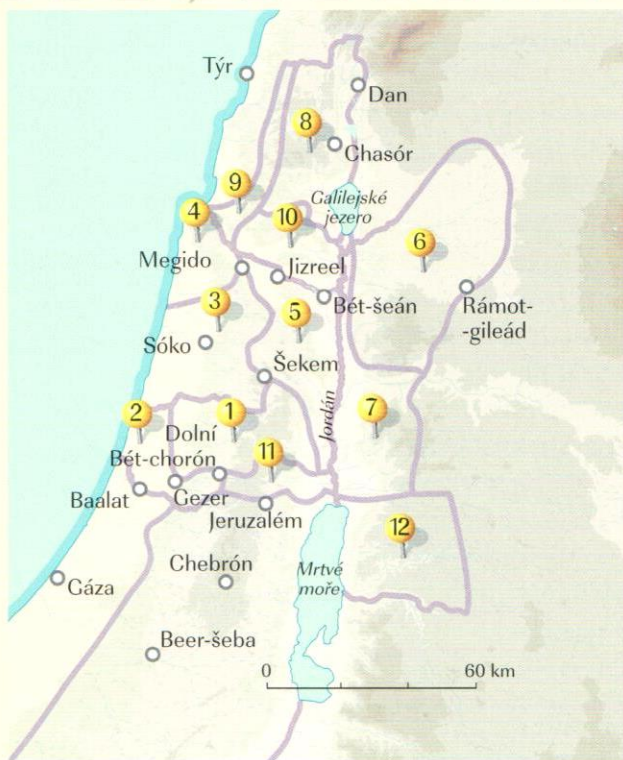 Týr
Dan
8
Chasór
9
Galilejské
jezero
4
10
6
Megido
Jizreel
3
5
Bét-šeán
Rámot-
-gileád
Sóko
Šekem
2
1
7
Jordán
Dolní
Bét-chorón
11
Baalat
Gezer
Jeruzalém
12
Chebrón
Mrtvé
moře
Gáza
Beer-šeba
0 60 km